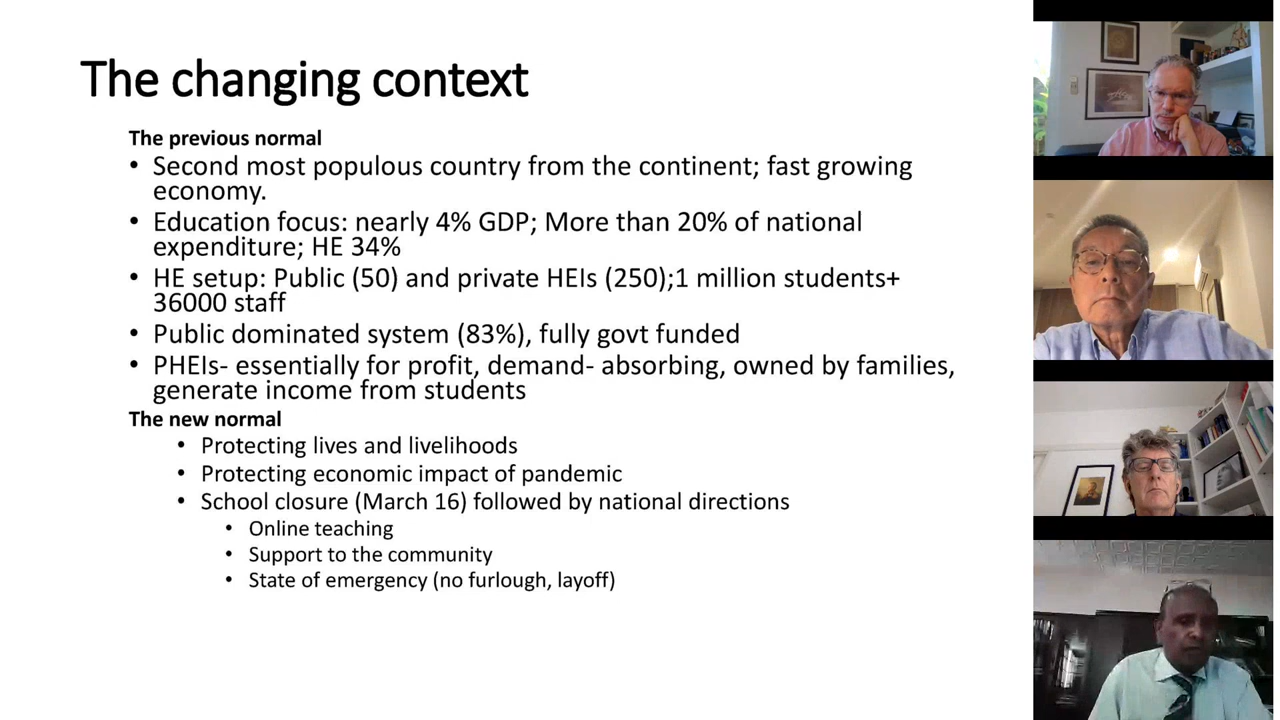 The changing context
The previous normal
• Second most populous country from the continent; fast growing
economy.
• Education focus: nearly 4% GDP; More than 20% of national
expenditure; HE 34%
• HE setup: Public (50) and private HEIs (250);1 million students+
36000 staff
• Public dominated system (83%), fully govt funded
• PHEIs- essentially for profit, demand- absorbing, owned by families,
generate income from students
The new normal
• Protecting lives and livelihoods
• Protecting economic impact of pandemic
• School closure (March 16) followed by national directions
• Online teaching
• Support to the community
• State of emergency (no furlough, layoff)